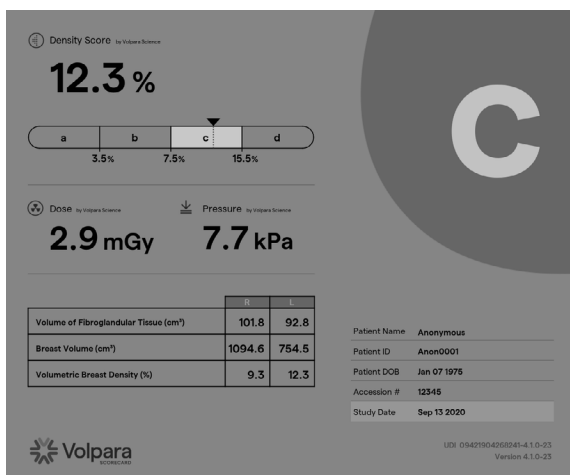 Density Score by Volpara Science
12.3 %
C
a b c d
3.5% 7.5% 15.5%
Dose by Volpara Science Pressure by Volpara Science
2.9 mGy 7.7 kPa
R L
Volume of Fibroglandular Tissue (cm³) 101.8 92.8
Breast Volume (cm³) 1094.6 754.5
Volumetric Breast Density (%) 9.3 12.3
Patient Name Anonymous
Patient ID Anon0001
Patient DOB Jan 07 1975
Accession # 12345
Study Date Sep 13 2020
Volpara
SCORECARD
UDI 09421904268241-4.1.0-23
Version 4.1.0-23